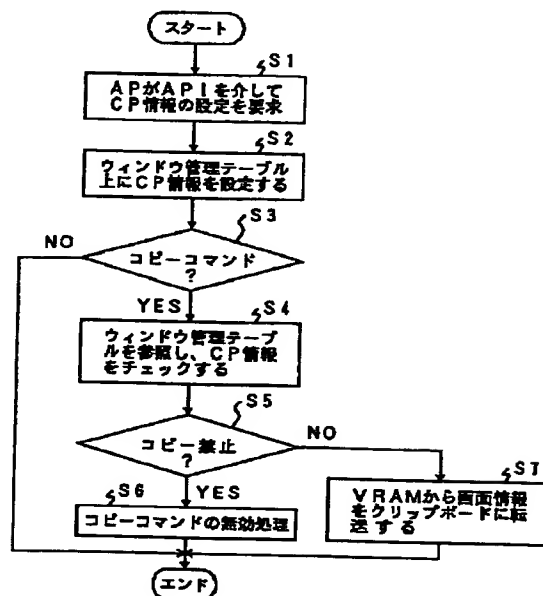 スタート
S1
APがAPIを介して
CP情報の設定を要求
S2
ウィンドウ管理テーブル
上にCP情報を設定する
S3
NO
コピーコマンド
?
YES
S4
ウィンドウ管理テーブ
ルを参照し、CP情報
をチェックする
S5
コピー禁止
?
NO
S6
YES
S7
コピーコマンドの無効処理
VRAMから画面情報
をクリップボードに転
送する
エンド